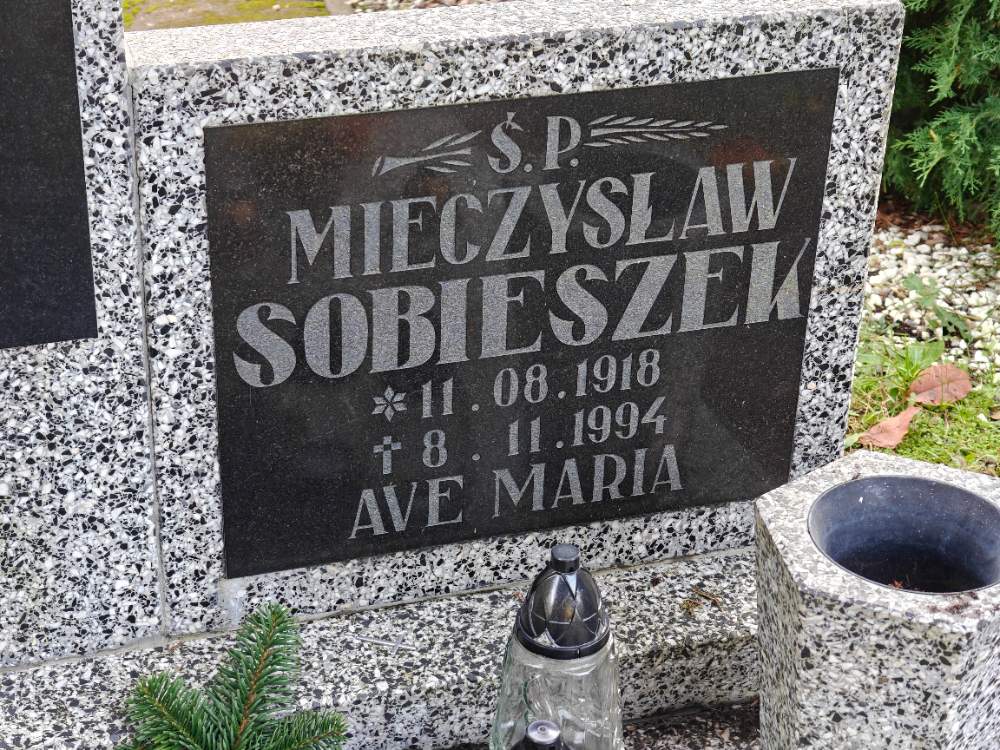 Ś.P.
MIECZYSŁAW
SOBIESZEK
* 11.08.1918
✝ 8.11.1994
AVE MARIA